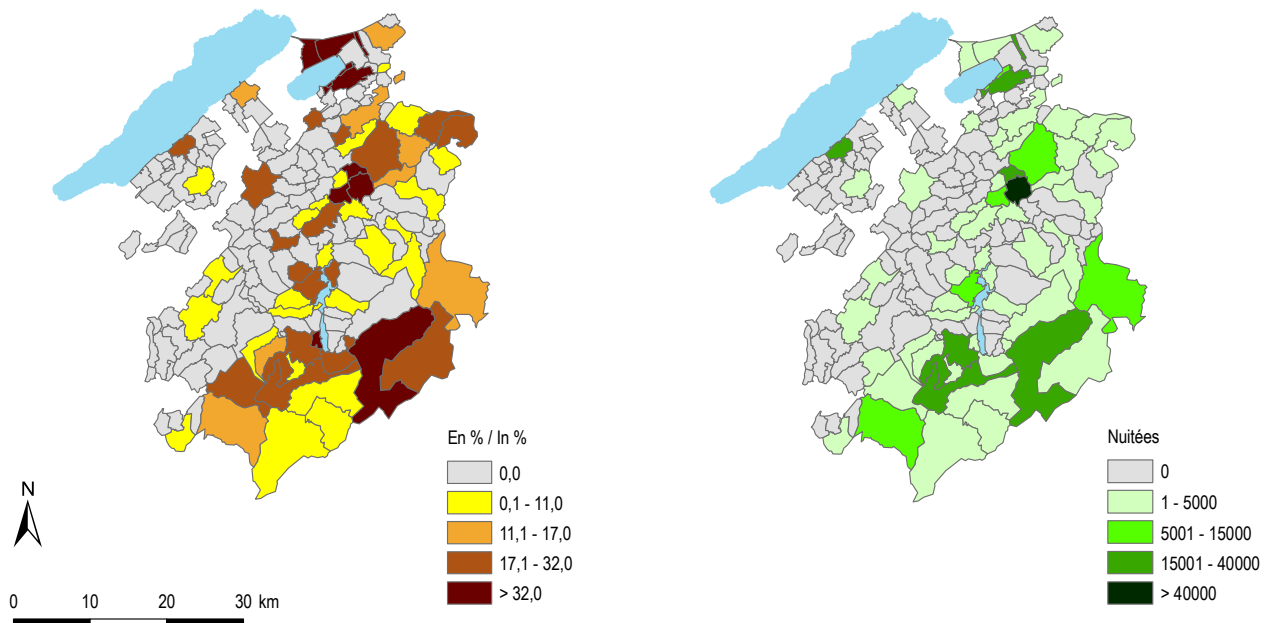 En % / In %
0,0
0,1 - 11,0
11,1 - 17,0
17,1 - 32,0
> 32,0
N
0 10 20 30 km
Nuitées
0
1 - 5000
5001 - 15000
15001 - 40000
> 40000